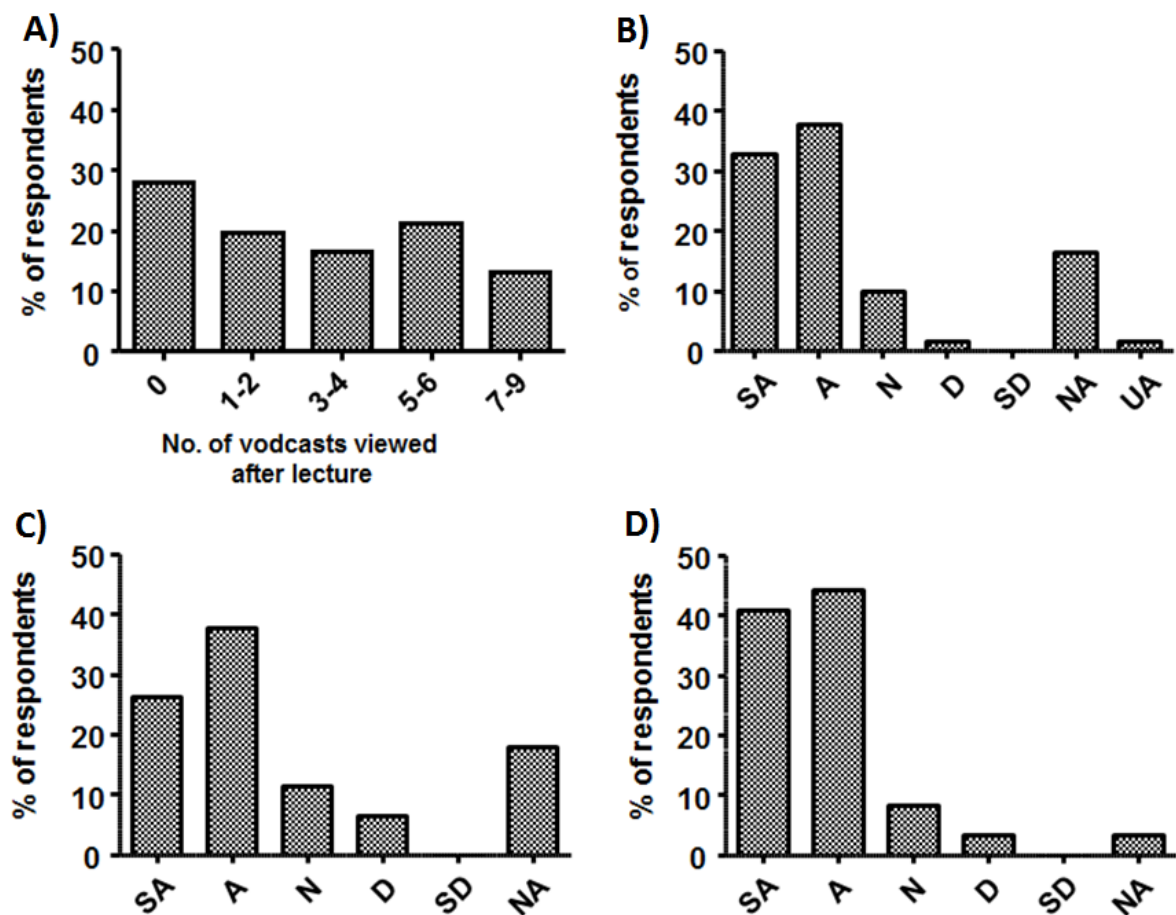 A)
% of respondents
50
40
30
20
10
0
0 1-2 3-4 5-6 7-9
No. of vodcasts viewed
after lecture
B)
% of respondents
50
40
30
20
10
0
SA A N D SD NA UA
C)
% of respondents
50
40
30
20
10
0
SA A N D SD NA
D)
% of respondents
50
40
30
20
10
0
SA A N D SD NA